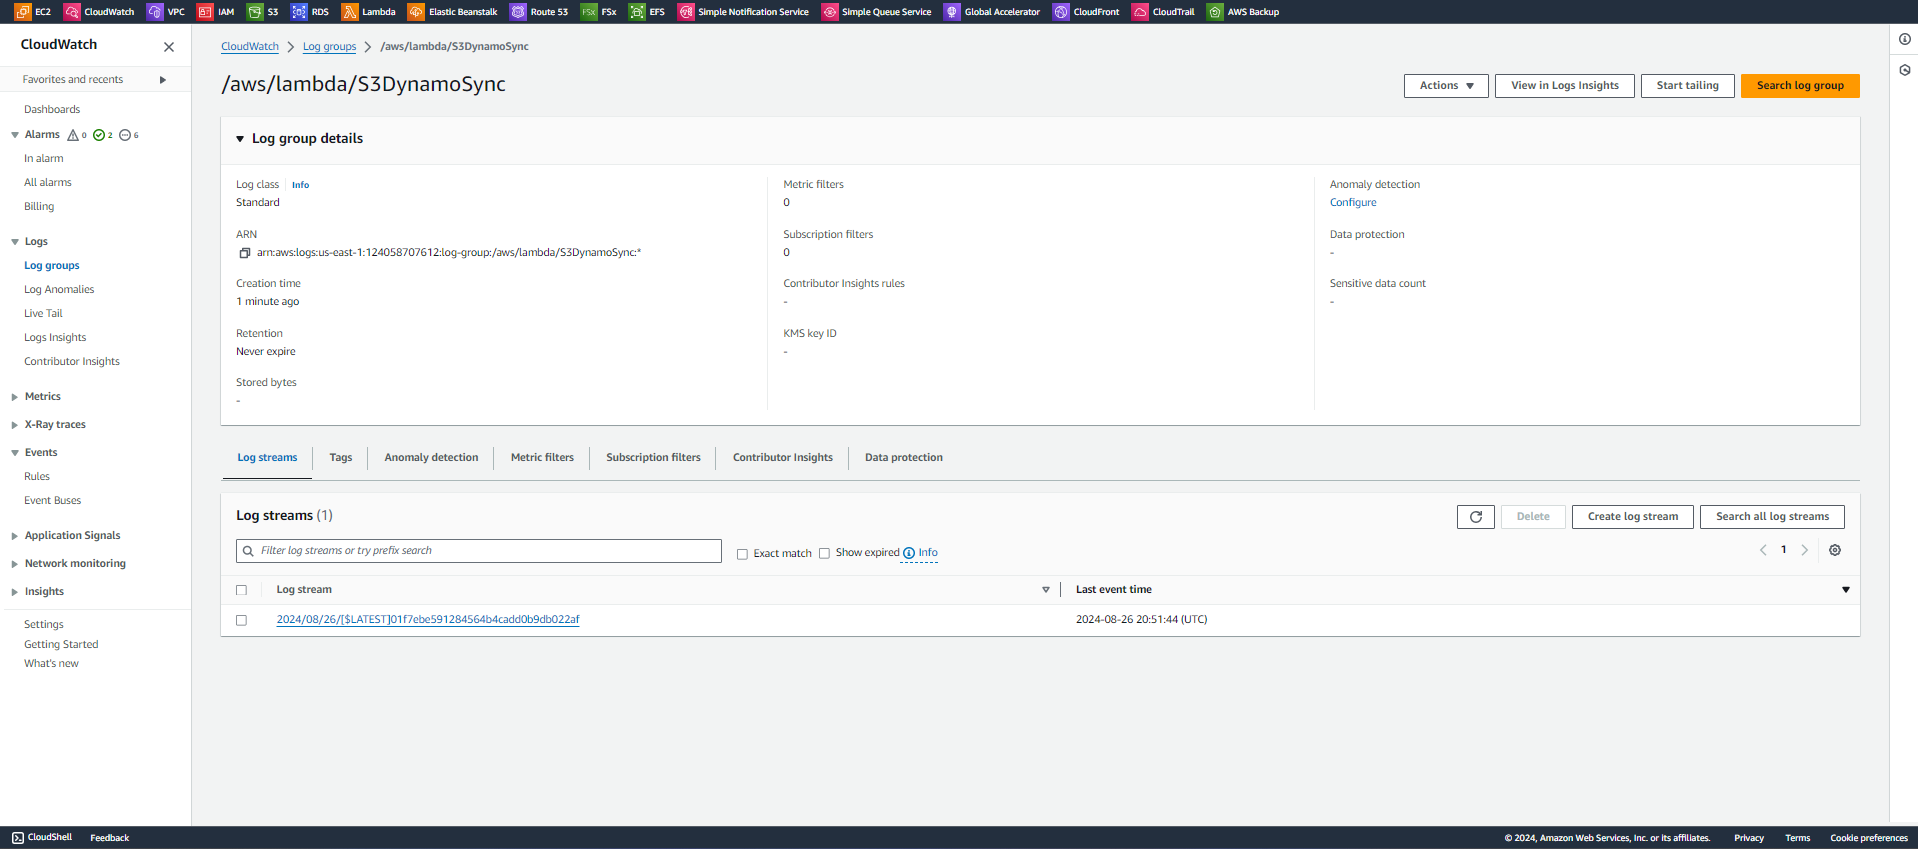 EC2 CloudWatch VPC IAM S3 RDS Lambda Elastic Beanstalk Route 53 FSx FSx EFS Simple Notification Service Simple Queue Service Global Accelerator CloudFront CloudTrail AWS Backup
CloudWatch
Favorites and recents
Dashboards
Alarms 0 2 6
In alarm
All alarms
Billing
Logs
Log groups
Log Anomalies
Live Tail
Logs Insights
Contributor Insights
Metrics
X-Ray traces
Events
Rules
Event Buses
Application Signals
Network monitoring
Insights
Settings
Getting Started
What's new
CloudWatch Log groups /aws/lambda/S3DynamoSync
/aws/lambda/S3DynamoSync
Actions View in Logs Insights Start tailing Search log group
Log group details
Log class Info
Standard
ARN
arn:aws:logs:us-east-1:124058707612:log-group:/aws/lambda/S3DynamoSync:*
Creation time
1 minute ago
Retention
Never expire
Stored bytes
-
Metric filters
0
Subscription filters
0
Contributor Insights rules
-
KMS key ID
-
Anomaly detection
Configure
Data protection
-
Sensitive data count
-
Log streams Tags Anomaly detection Metric filters Subscription filters Contributor Insights Data protection
Log streams (1)
Delete Create log stream Search all log streams
Filter log streams or try prefix search Exact match Show expired Info 1
Log stream Last event time
2024/08/26/[$LATEST]01f7ebe591284564b4cadd0b9db022af 2024-08-26 20:51:44 (UTC)
CloudShell Feedback © 2024, Amazon Web Services, Inc. or its affiliates. Privacy Terms Cookie preferences